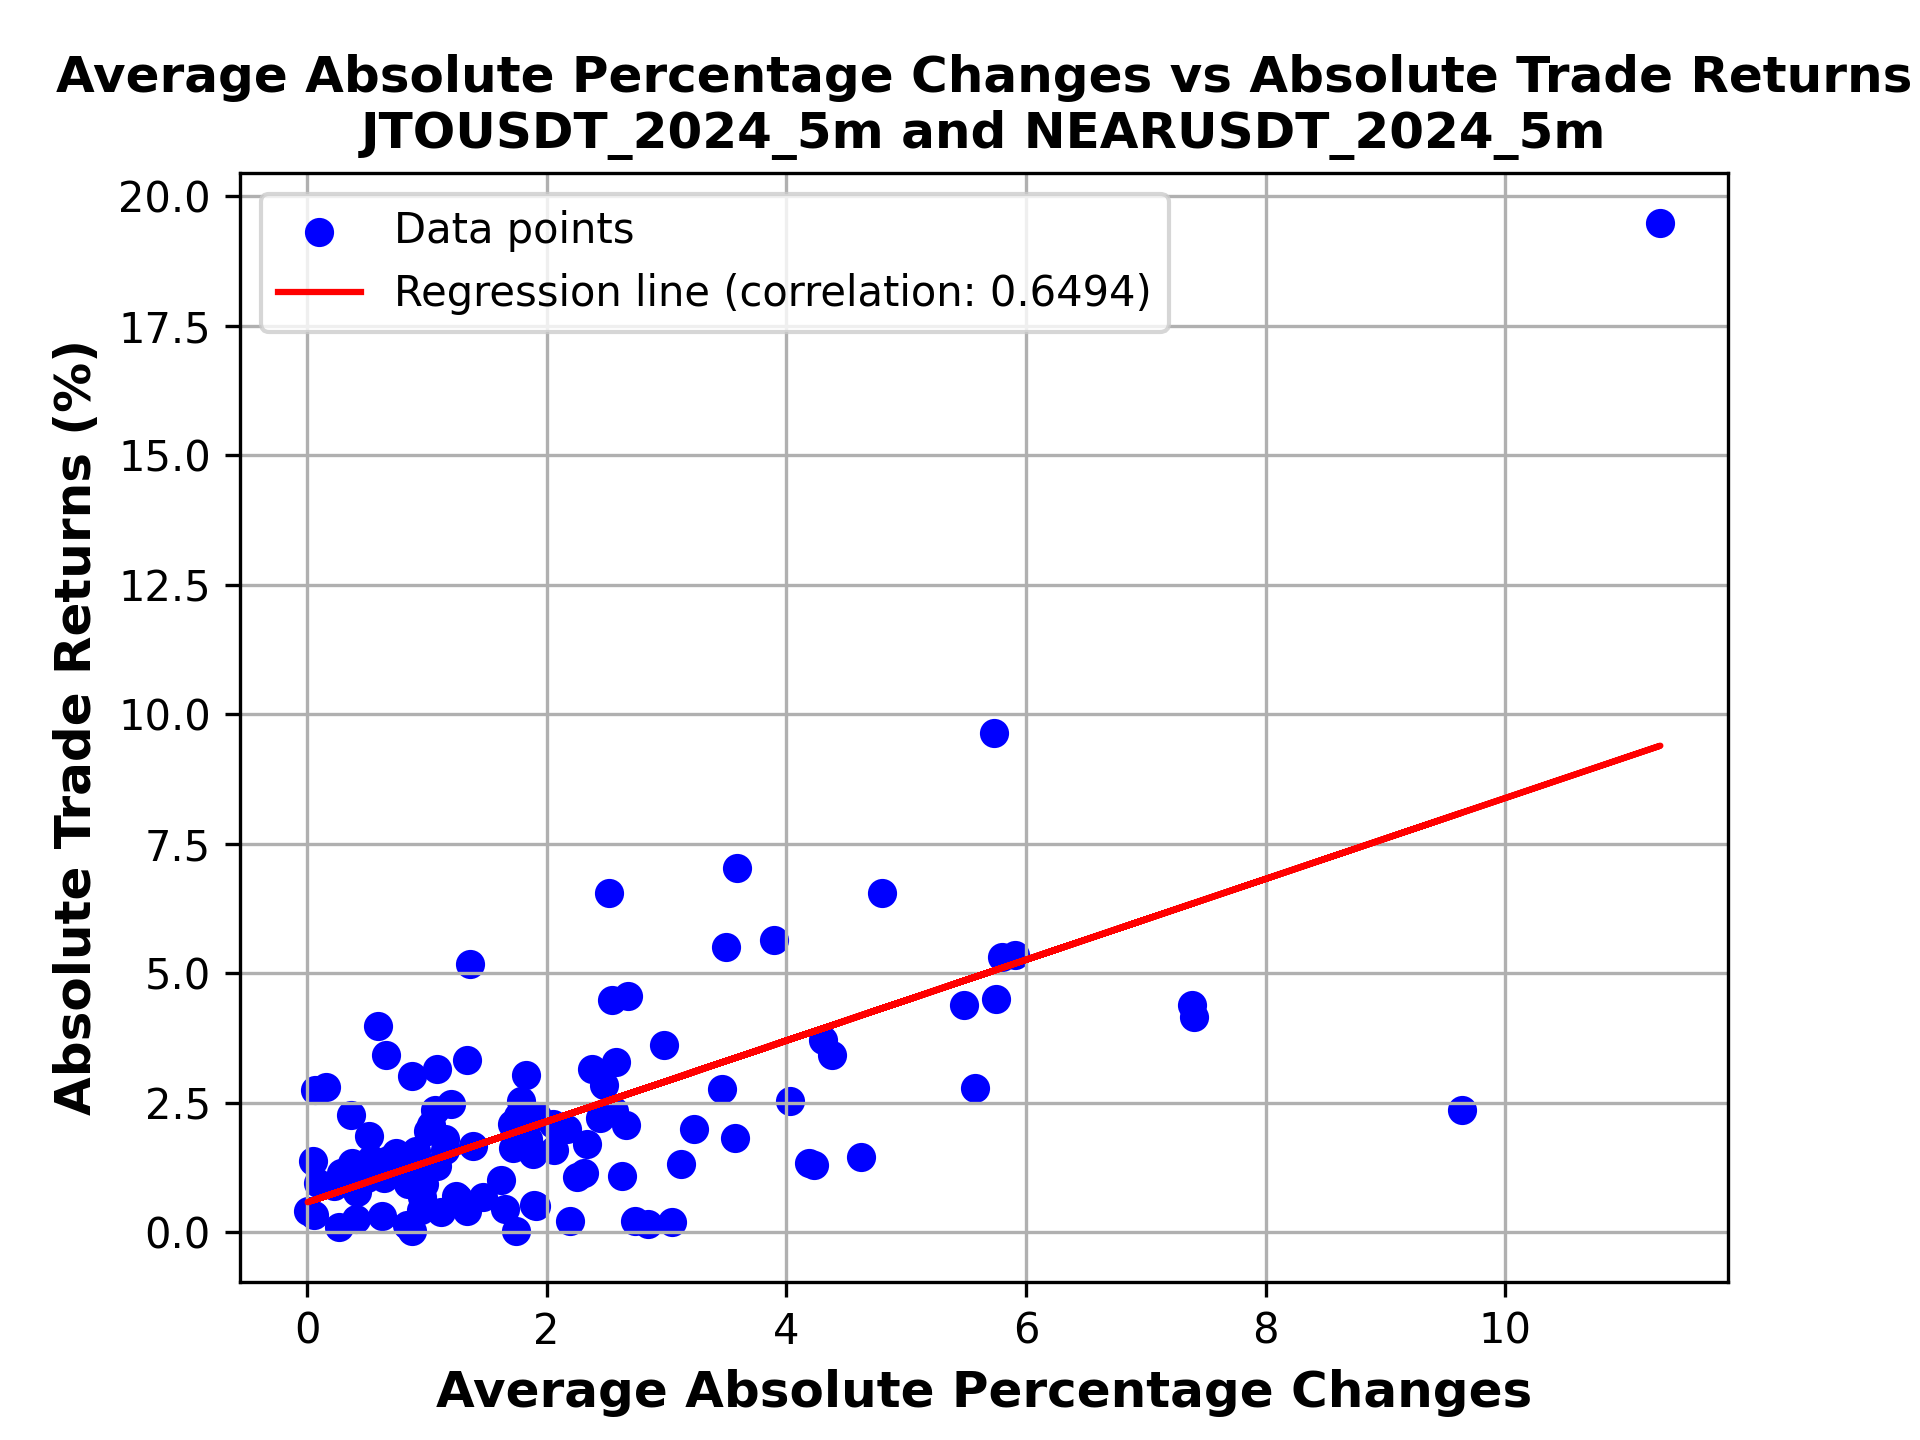 Average Absolute Percentage Changes vs Absolute Trade Returns
JTOUSDT_2024_5m and NEARUSDT_2024_5m
Data points
Regression line (correlation: 0.6494)
Absolute Trade Returns (%)
20.0
17.5
15.0
12.5
10.0
7.5
5.0
2.5
0.0
0 2 4 6 8 10
Average Absolute Percentage Changes